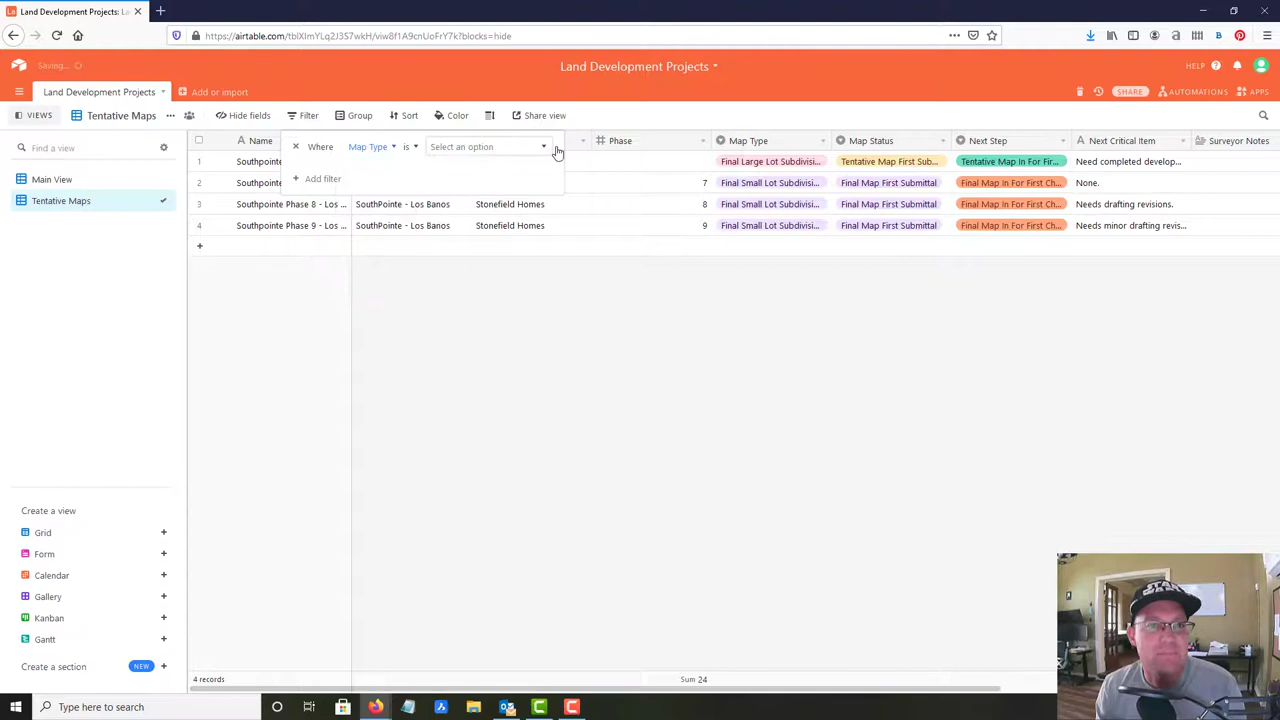 Land Development Projects: La
https://airtable.com/tblXImYLq2J3S7wkH/viw8f1A9cnUoFrY7k?blocks=hide
Saving...
Land Development Projects
HELP
Land Development Projects
Add or import
SHARE
AUTOMATIONS
APPS
VIEWS
Tentative Maps
Hide fields
Filter
Group
Sort
Color
Share view
Find a view
Main View
Tentative Maps
Name
Phase
Map Type
Map Status
Next Step
Next Critical Item
Surveyor Notes
Where Map Type is Select an option
Add filter
1 Southpointe Final Large Lot Subdivisi... Tentative Map First Sub... Tentative Map In For Fir... Need completed develop...
2 Southpointe 7 Final Small Lot Subdivisi... Final Map First Submittal Final Map In For First Ch... None.
3 Southpointe Phase 8 - Los ... SouthPointe - Los Banos Stonefield Homes 8 Final Small Lot Subdivisi... Final Map First Submittal Final Map In For First Ch... Needs drafting revisions.
4 Southpointe Phase 9 - Los ... SouthPointe - Los Banos Stonefield Homes 9 Final Small Lot Subdivisi... Final Map First Submittal Final Map In For First Ch... Needs minor drafting revis...
Create a view
Grid
Form
Calendar
Gallery
Kanban
Gantt
Create a section NEW
4 records
Sum 24
STAR
Type here to search